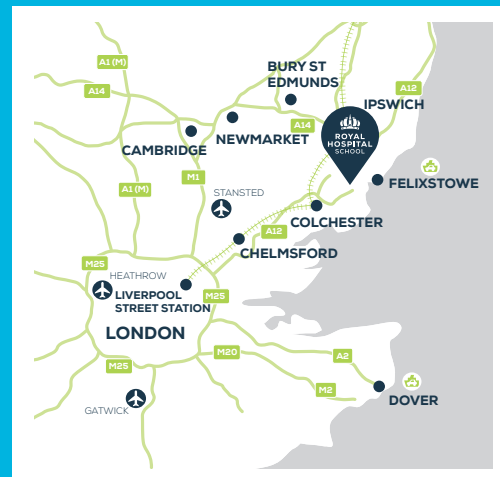 A1 (M)
BURY ST
EDMUNDS
A14
A12
IPSWICH
A14
ROYAL
HOSPITAL
SCHOOL
NEWMARKET
CAMBRIDGE
M1
A1 (M)
STANSTED
FELIXSTOWE
COLCHESTER
A12
CHELMSFORD
M25
HEATHROW
LIVERPOOL
STREET STATION
M25
LONDON
M20
A2
M25
M2
DOVER
GATWICK